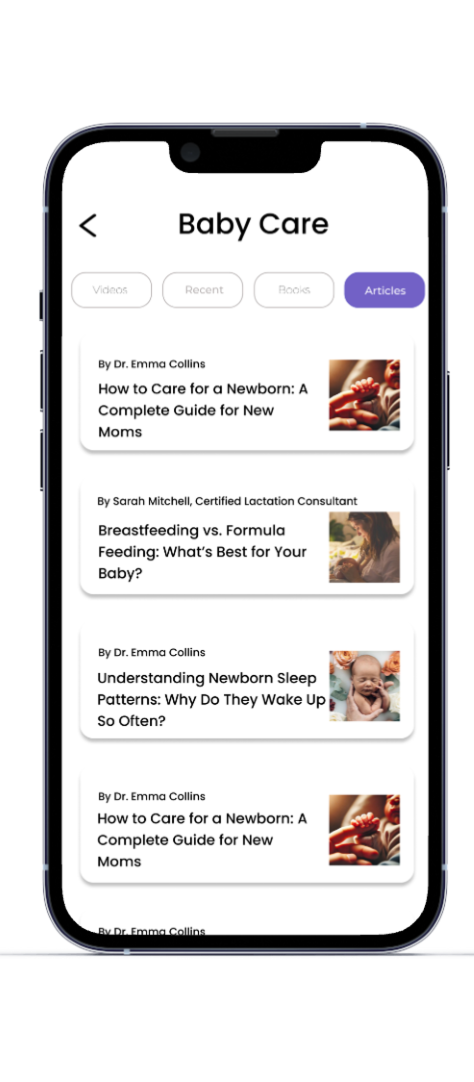 Baby Care
Videos
Recent
Books
Articles
By Dr. Emma Collins
How to Care for a Newborn: A
Complete Guide for New
Moms
By Sarah Mitchell, Certified Lactation Consultant
Breastfeeding vs. Formula
Feeding: What's Best for Your
Baby?
By Dr. Emma Collins
Understanding Newborn Sleep
Patterns: Why Do They Wake Up
So Often?
By Dr. Emma Collins
How to Care for a Newborn: A
Complete Guide for New
Moms
By Dr. Emma Collins